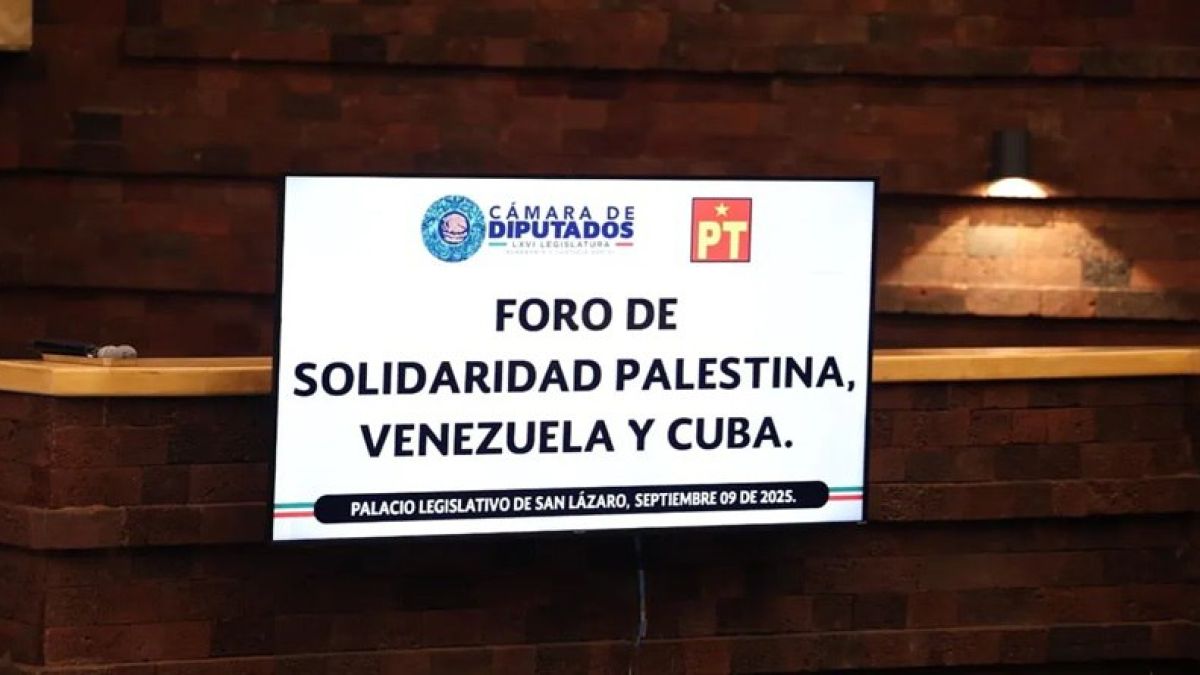 CÁMARA DE
DIPUTADOS
LXVI LEGISLATURA
PT
FORO DE
SOLIDARIDAD PALESTINA,
VENEZUELA Y CUBA.
PALACIO LEGISLATIVO DE SAN LÁZARO, SEPTIEMBRE 09 DE 2025.